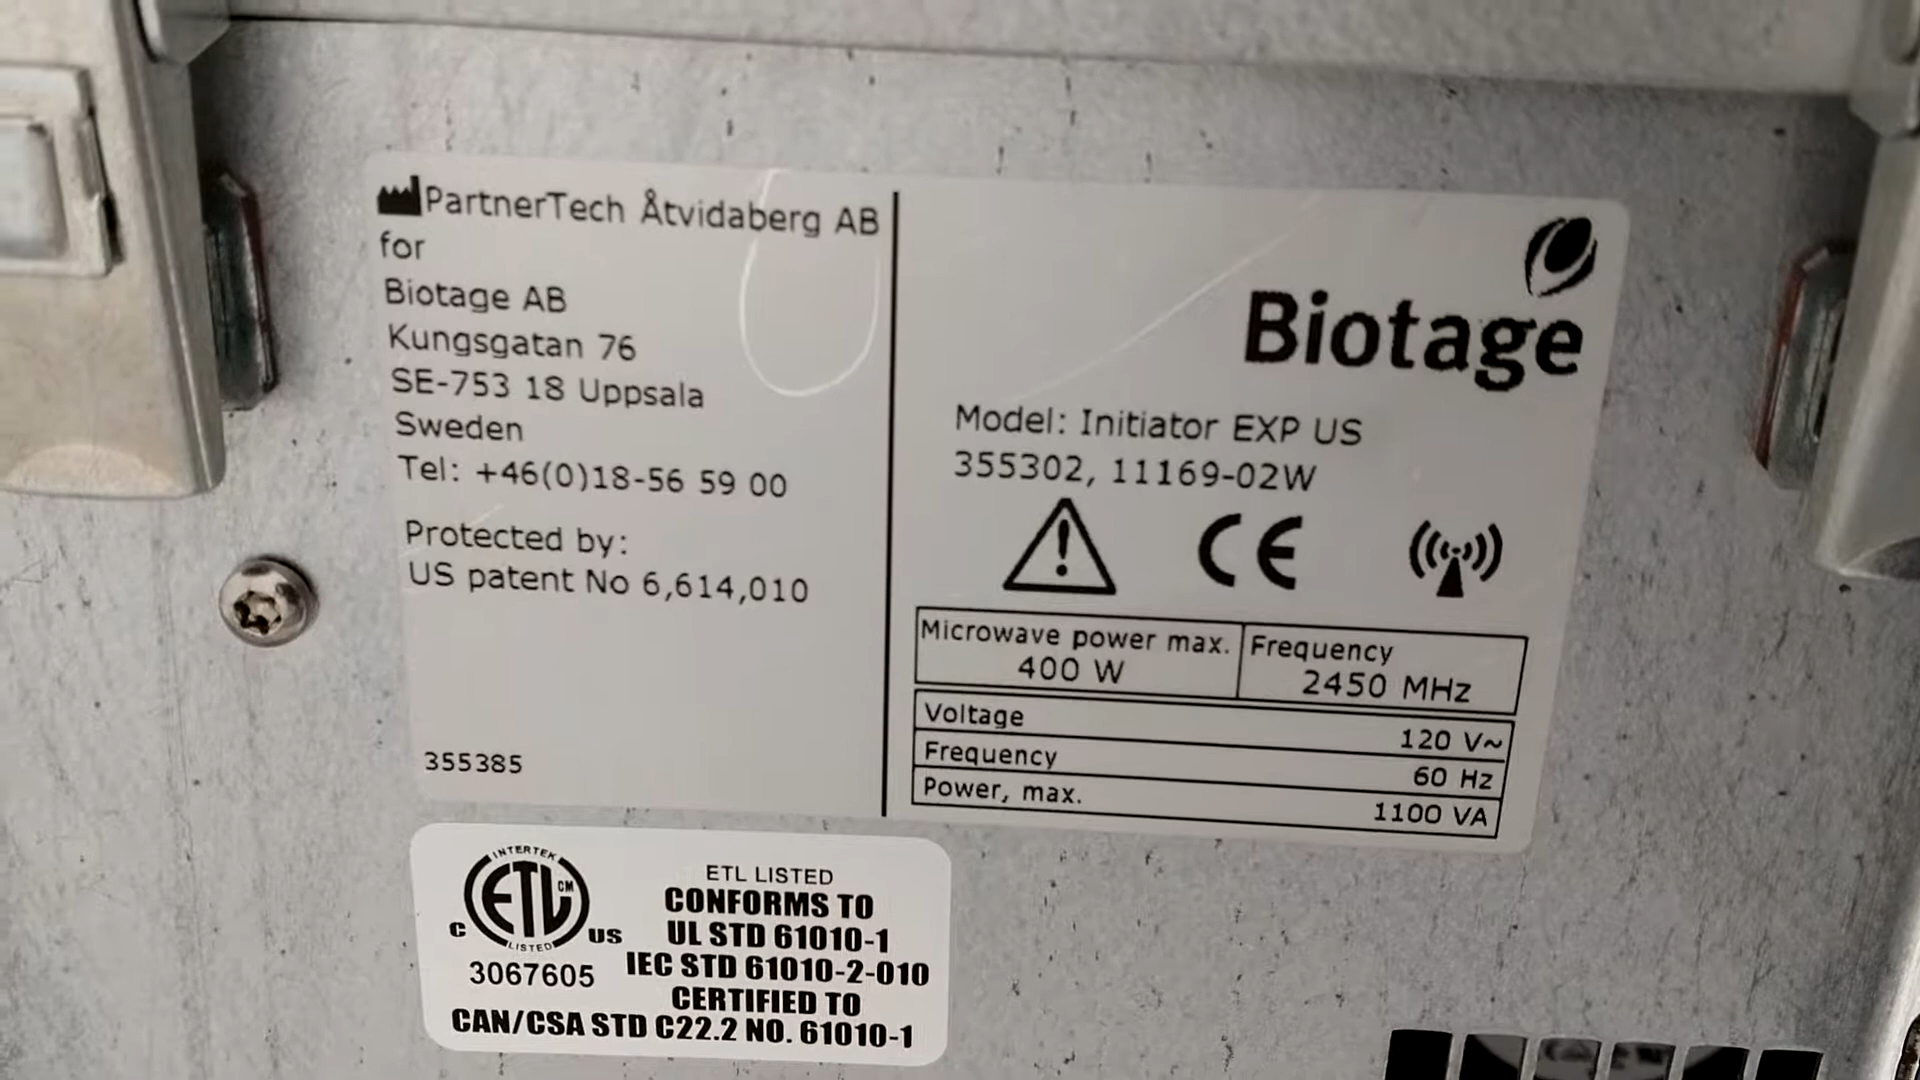 PartnerTech Åtvidaberg AB
for
Biotage AB
Kungsgatan 76
SE-753 18 Uppsala
Sweden
Tel: +46(0)18-56 59 00
Protected by:
US patent No 6,614,010
355385
Biotage
Model: Initiator EXP US
355302, 11169-02W
CE
Microwave power max.
400 W
Frequency
2450 MHz
Voltage 120 V~
Frequency 60 Hz
Power, max. 1100 VA
INTERTEK
ETL CM
LISTED
C US
3067605
ETL LISTED
CONFORMS TO
UL STD 61010-1
IEC STD 61010-2-010
CERTIFIED TO
CAN/CSA STD C22.2 NO. 61010-1